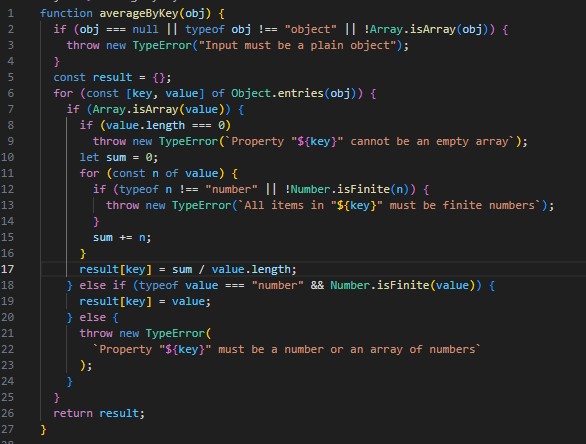 1 function averageByKey(obj) {
2   if (obj === null || typeof obj !== "object" || !Array.isArray(obj)) {
3     throw new TypeError("Input must be a plain object");
4   }
5   const result = {};
6   for (const [key, value] of Object.entries(obj)) {
7     if (Array.isArray(value)) {
8       if (value.length === 0)
9         throw new TypeError(`Property "${key}" cannot be an empty array`);
10       let sum = 0;
11       for (const n of value) {
12         if (typeof n !== "number" || !Number.isFinite(n)) {
13           throw new TypeError(`All items in "${key}" must be finite numbers`);
14         }
15         sum += n;
16       }
17       result[key] = sum / value.length;
18     } else if (typeof value === "number" && Number.isFinite(value)) {
19       result[key] = value;
20     } else {
21       throw new TypeError(
22         `Property "${key}" must be a number or an array of numbers`
23       );
24     }
25   }
26   return result;
27 }